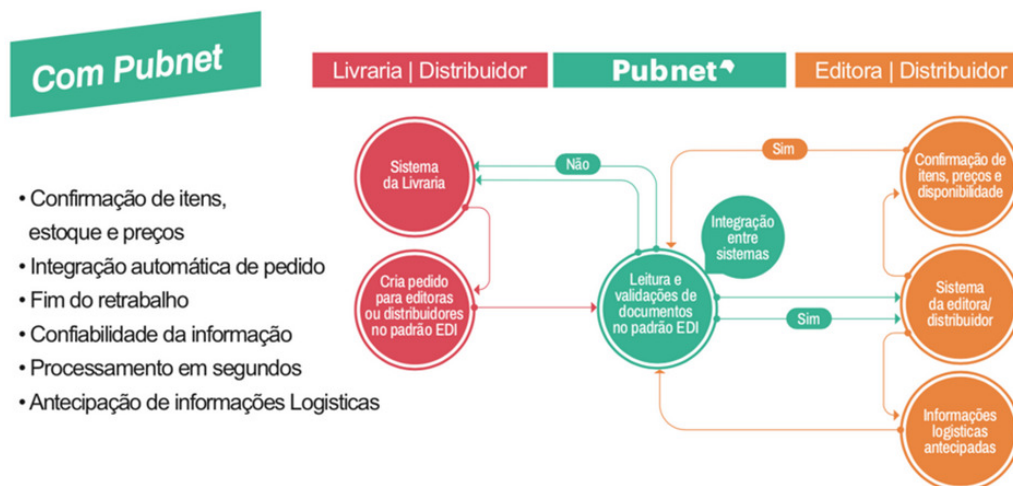 Com Pubnet
Livraria | Distribuidor
Pubnet
Editora | Distribuidor
• Confirmação de itens,
estoque e preços
• Integração automática de pedido
• Fim do retrabalho
• Confiabilidade da informação
• Processamento em segundos
• Antecipação de informações Logisticas
Sistema
da Livraria
Não
Sim
Confirmação de
itens, preços e
disponibilidade
Integração
entre
sistemas
Cria pedido
para editoras
ou distribuidores
no padrão EDI
Leitura e
validações de
documentos
no padrão EDI
Sim
Sistema
da editora/
distribuidor
Informações
logísticas
antecipadas